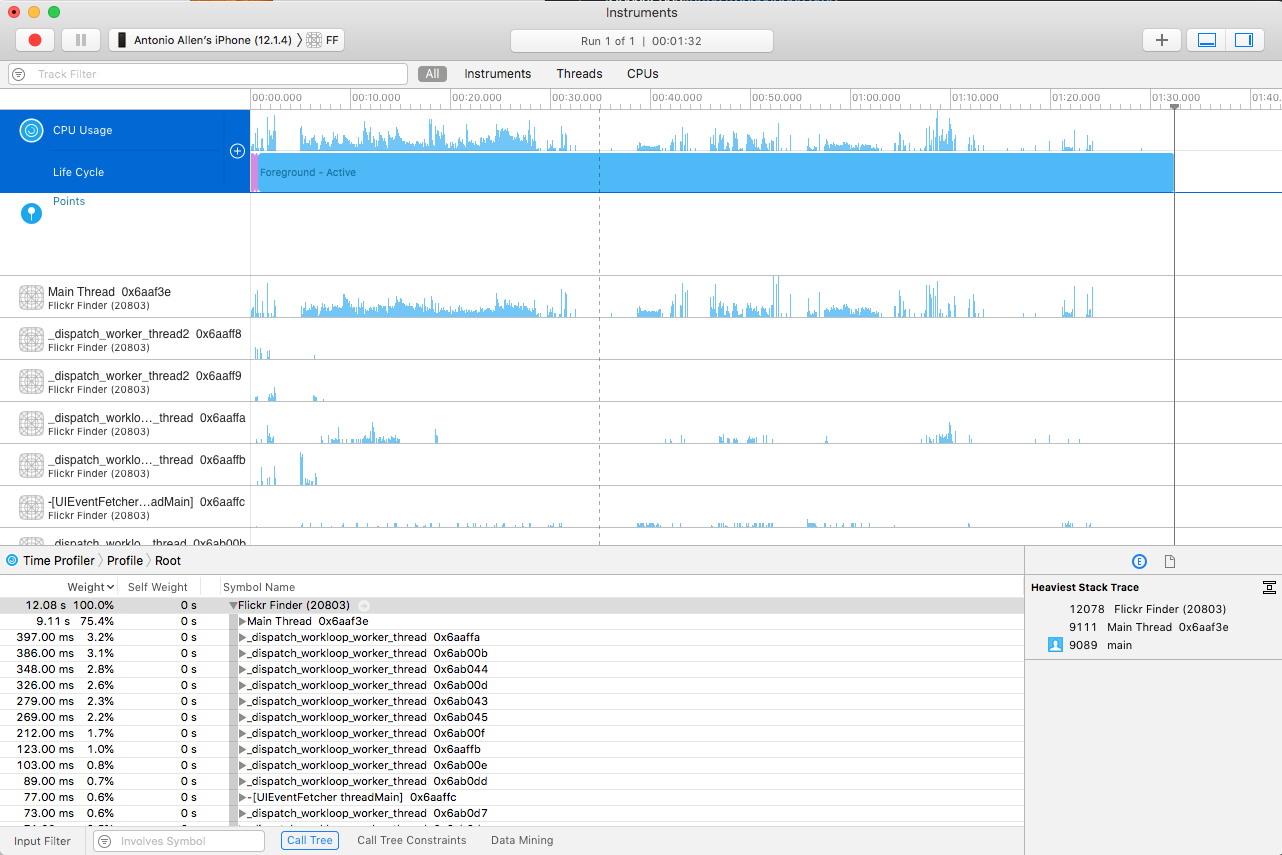 Instruments
Antonio Allen's iPhone (12.1.4) FF
Run 1 of 1 | 00:01:32
Track Filter
All Instruments Threads CPUs
00:00.000 00:10.000 00:20.000 00:30.000 00:40.000 00:50.000 01:00.000 01:10.000 01:20.000 01:30.000 01:40.
CPU Usage
Life Cycle
Foreground - Active
Points
Main Thread 0x6aaf3e
Flickr Finder (20803)
_dispatch_worker_thread2 0x6aaff8
Flickr Finder (20803)
_dispatch_worker_thread2 0x6aaff9
Flickr Finder (20803)
_dispatch_worklo…_thread 0x6aaffa
Flickr Finder (20803)
_dispatch_worklo…_thread 0x6aaffb
Flickr Finder (20803)
-[UIEventFetcher…adMain] 0x6aaffc
Flickr Finder (20803)
_dispatch_worklo…_thread 0x6ab00b
Time Profiler Profile Root
Weight Self Weight Symbol Name
12.08 s 100.0% 0 s Flickr Finder (20803)
9.11 s 75.4% 0 s Main Thread 0x6aaf3e
397.00 ms 3.2% 0 s _dispatch_workloop_worker_thread 0x6aaffa
386.00 ms 3.1% 0 s _dispatch_workloop_worker_thread 0x6ab00b
348.00 ms 2.8% 0 s _dispatch_workloop_worker_thread 0x6ab044
326.00 ms 2.6% 0 s _dispatch_workloop_worker_thread 0x6ab00d
279.00 ms 2.3% 0 s _dispatch_workloop_worker_thread 0x6ab043
269.00 ms 2.2% 0 s _dispatch_workloop_worker_thread 0x6ab045
212.00 ms 1.7% 0 s _dispatch_workloop_worker_thread 0x6ab00f
123.00 ms 1.0% 0 s _dispatch_workloop_worker_thread 0x6aaffb
103.00 ms 0.8% 0 s _dispatch_workloop_worker_thread 0x6ab00e
89.00 ms 0.7% 0 s _dispatch_workloop_worker_thread 0x6ab0dd
77.00 ms 0.6% 0 s -[UIEventFetcher threadMain] 0x6aaffc
73.00 ms 0.6% 0 s _dispatch_workloop_worker_thread 0x6ab0d7
E
Heaviest Stack Trace
12078 Flickr Finder (20803)
9111 Main Thread 0x6aaf3e
9089 main
Input Filter Involves Symbol Call Tree Call Tree Constraints Data Mining